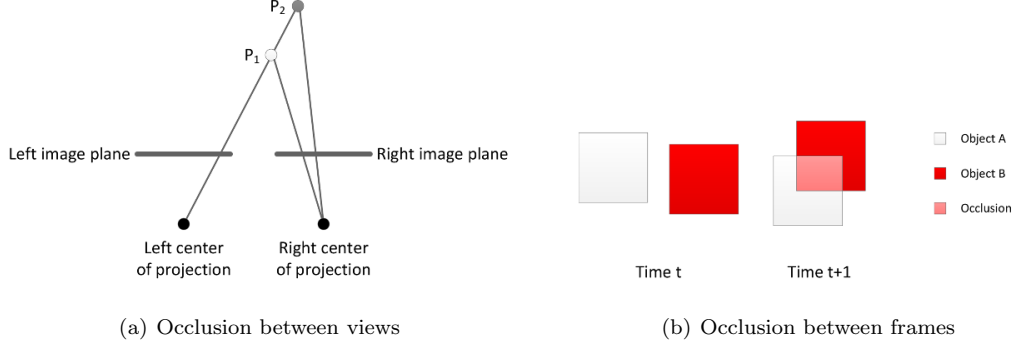 P2
P1
Left image plane
Right image plane
Left center
of projection
Right center
of projection
(a) Occlusion between views
Object A
Object B
Occlusion
Time t
Time t+1
(b) Occlusion between frames